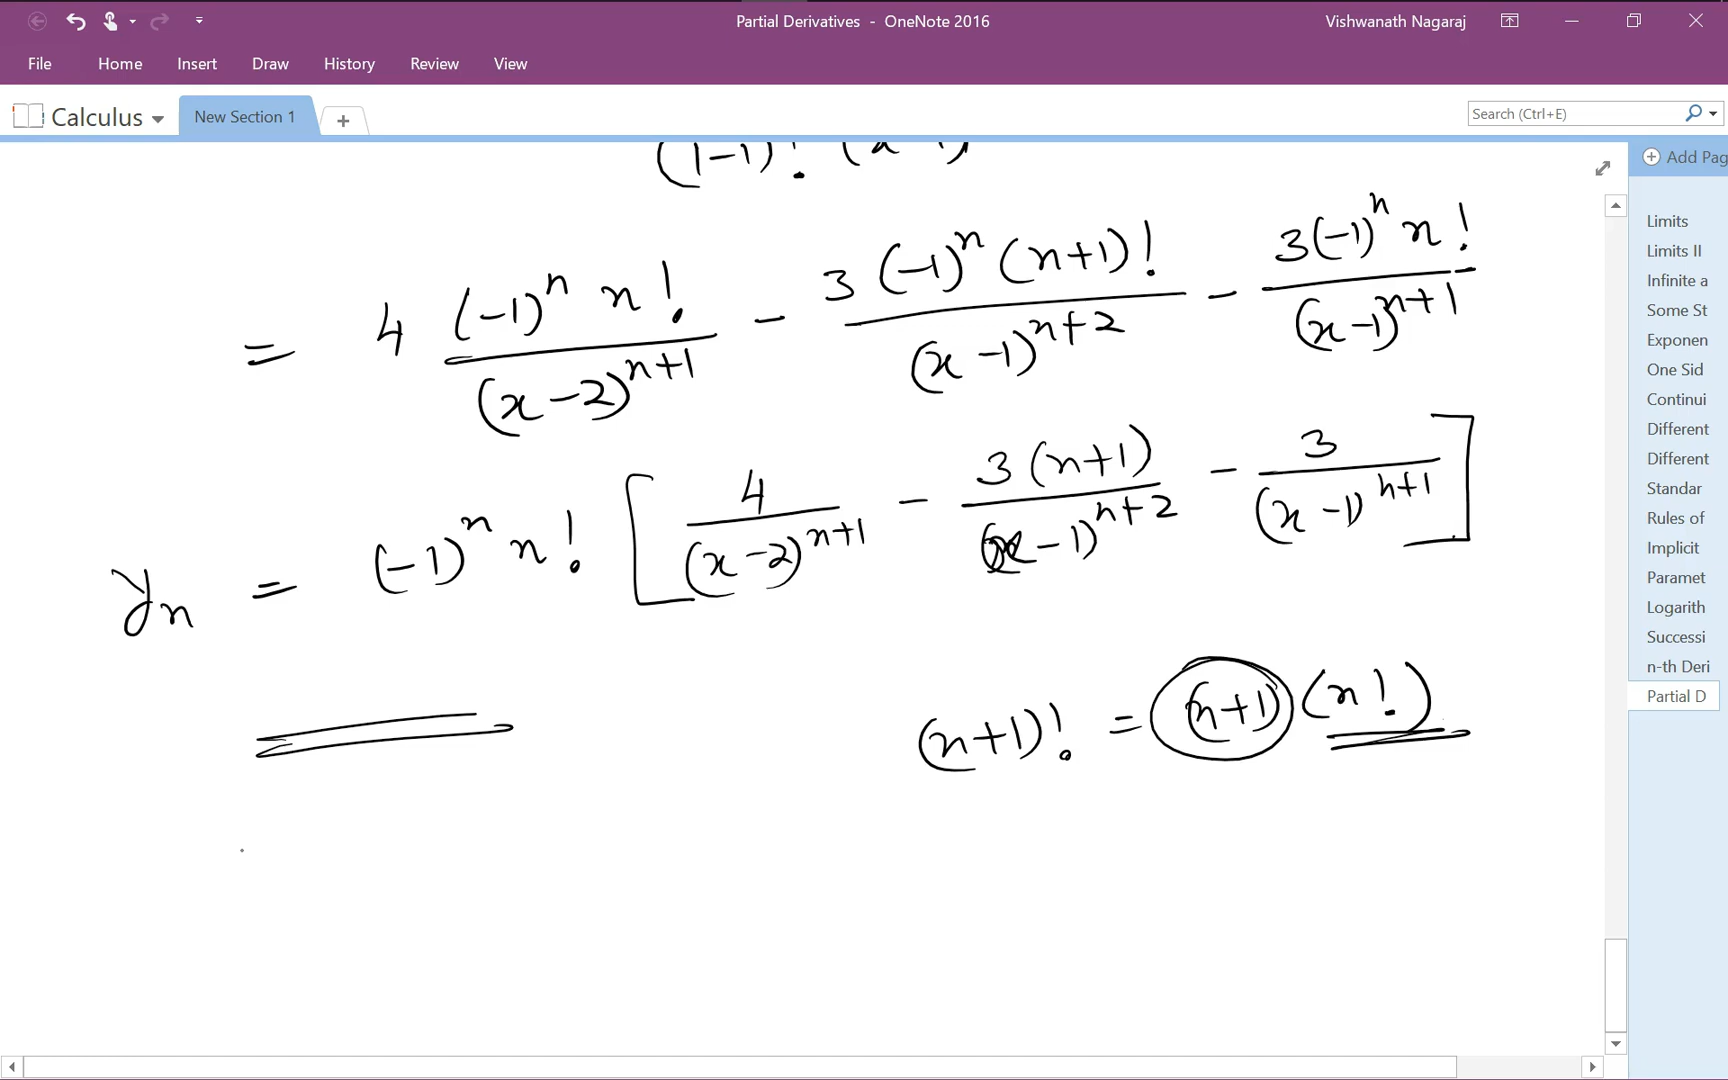 Partial Derivatives - OneNote 2016
Vishwanath Nagaraj
File Home Insert Draw History Review View
Calculus
New Section 1
+
Search (Ctrl+E)
(1-1)!
= 4 (-1)^n n! / (x-2)^{n+1} - 3 (-1)^n (n+1)! / (x-1)^{n+2} - 3(-1)^n n! / (x-1)^{n+1}
y_n = (-1)^n n! [ 4 / (x-2)^{n+1} - 3(n+1) / (x-1)^{n+2} - 3 / (x-1)^{n+1} ]
(n+1)! = (n+1) (n!)
Add Pag
Limits
Limits II
Infinite a
Some St
Exponen
One Sid
Continui
Different
Different
Standar
Rules of
Implicit
Paramet
Logarith
Successi
n-th Deri
Partial D